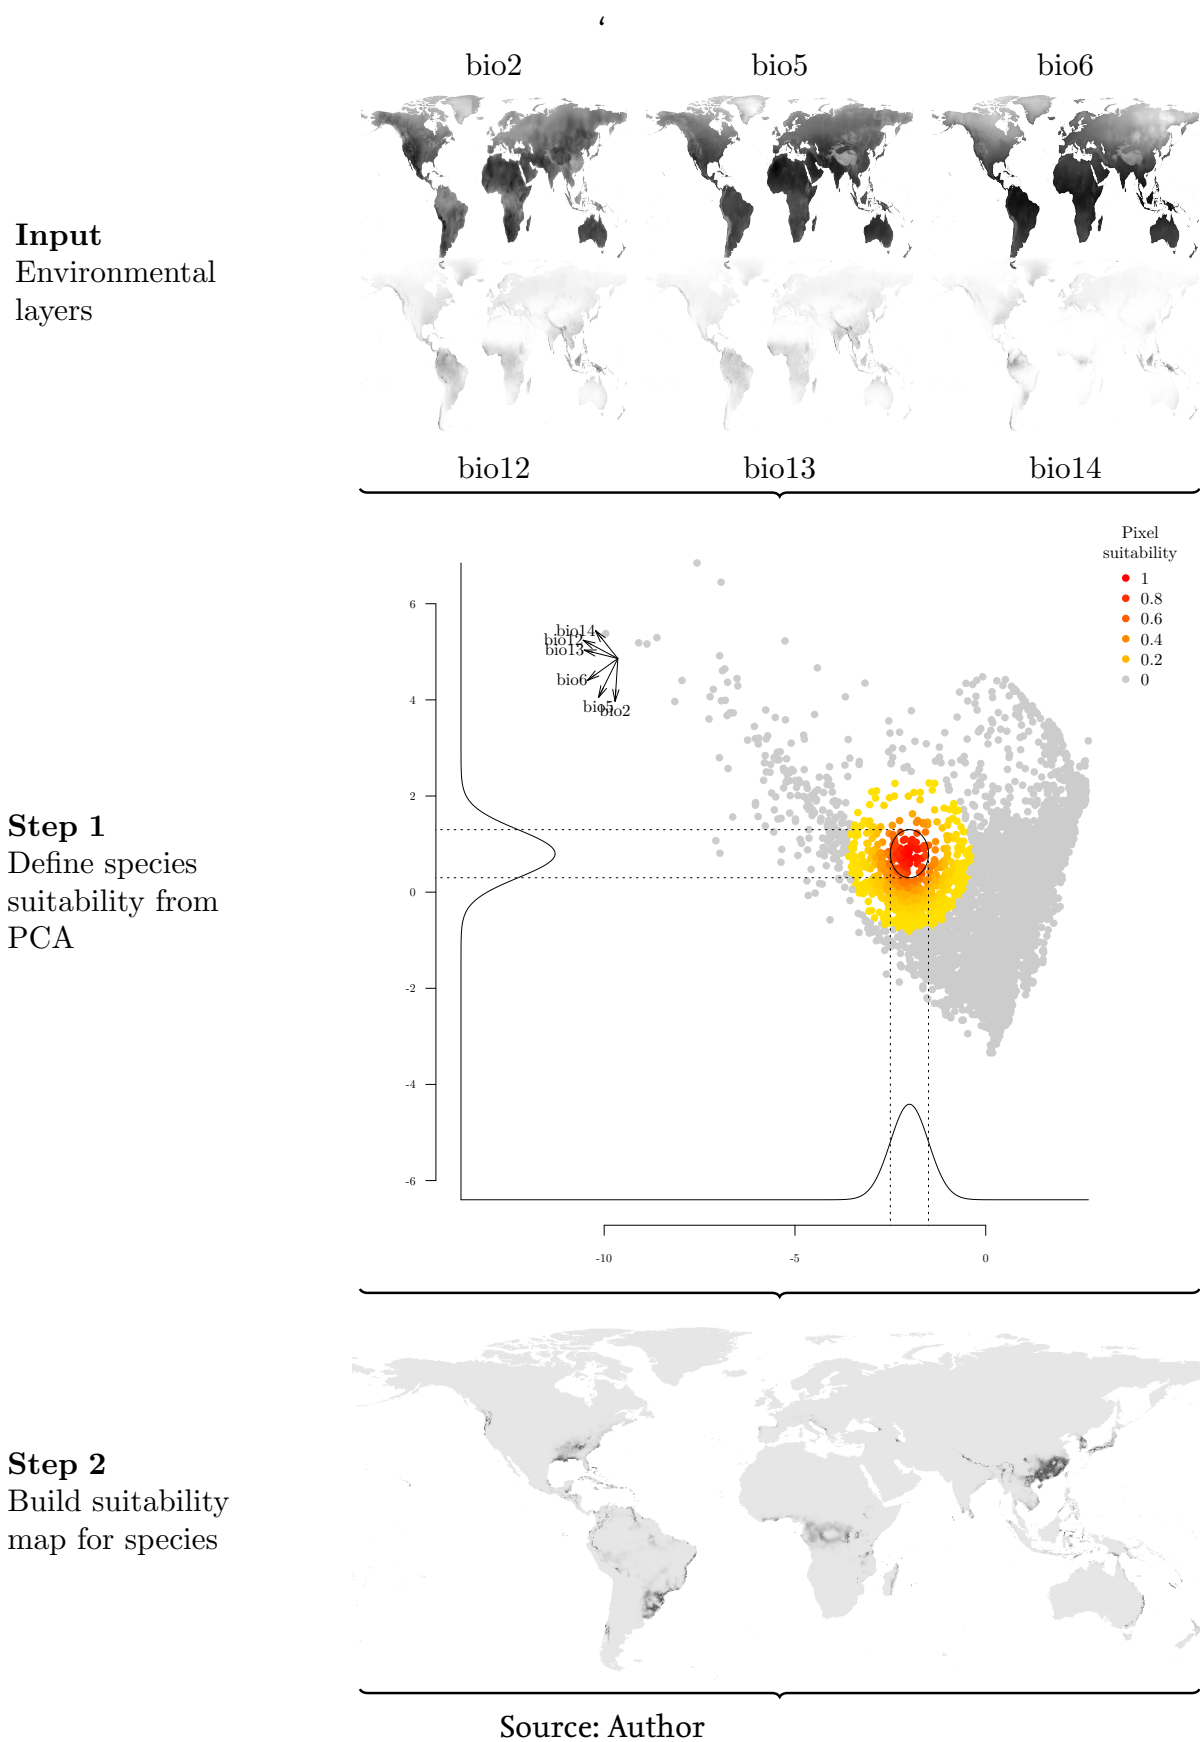 ‘
bio2 bio5 bio6
Input
Environmental
layers
bio12 bio13 bio14
Pixel
suitability
1
0.8
0.6
0.4
0.2
0
6
4
2
0
-2
-4
-6
bio14
bio12
bio13
bio6
bio5
bio2
Step 1
Define species
suitability from
PCA
-10 -5 0
Step 2
Build suitability
map for species
Source: Author